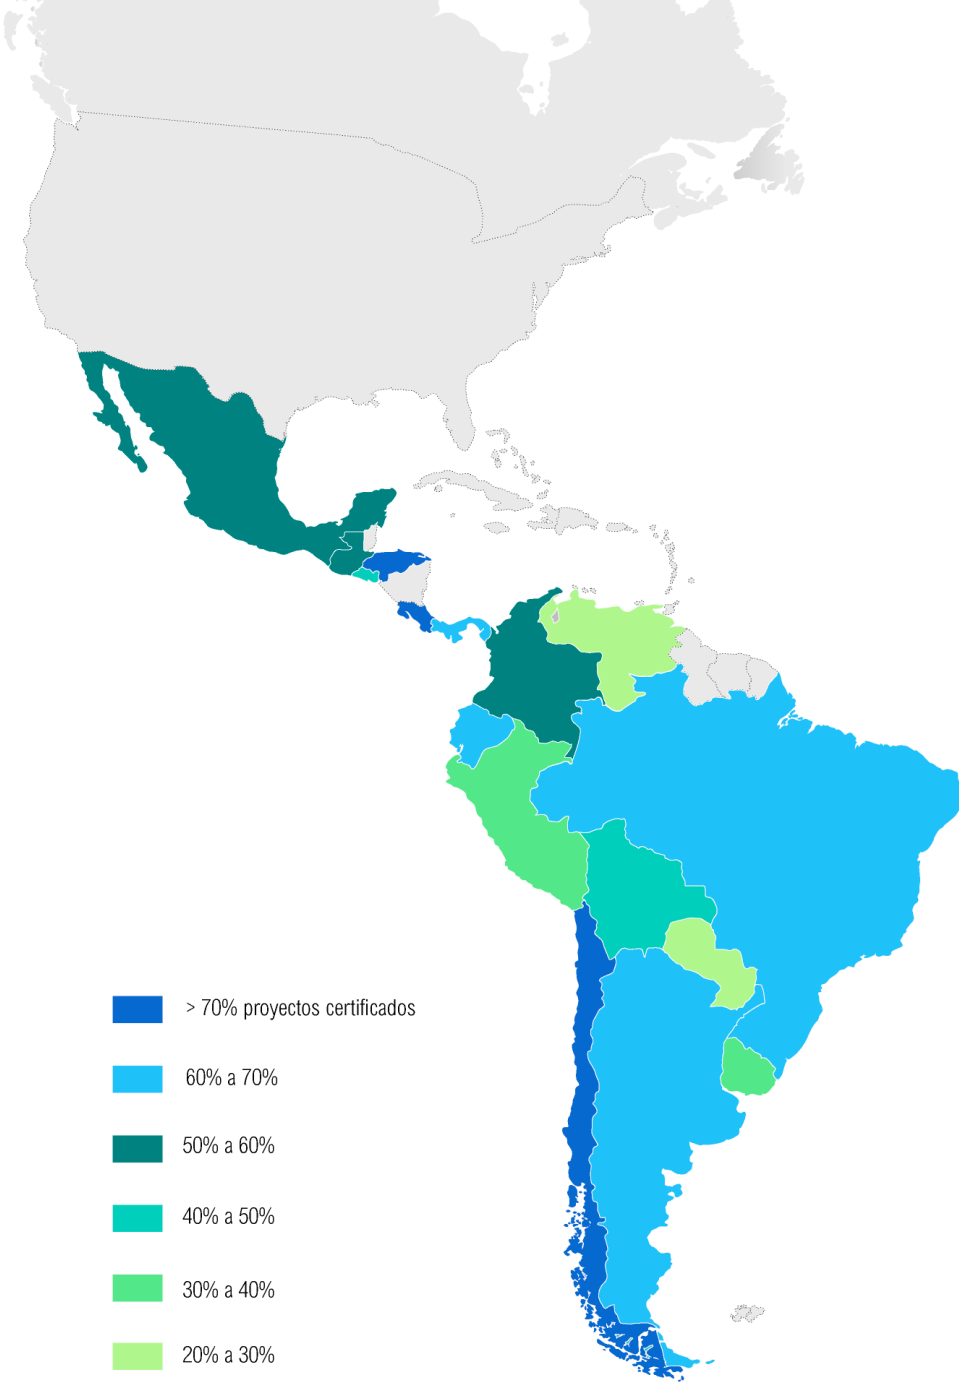 > 70% proyectos certificados
60% a 70%
50% a 60%
40% a 50%
30% a 40%
20% a 30%